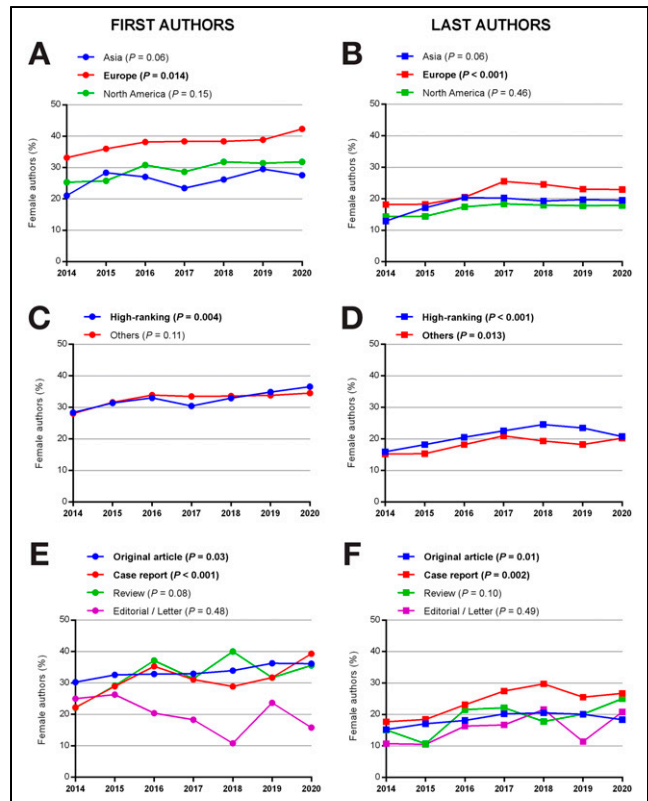 FIRST AUTHORS
LAST AUTHORS
A
Asia (P = 0.06)
Europe (P = 0.014)
North America (P = 0.15)
Female authors (%)
50
40
30
20
10
0
2014 2015 2016 2017 2018 2019 2020
B
Asia (P = 0.06)
Europe (P < 0.001)
North America (P = 0.46)
Female authors (%)
50
40
30
20
10
0
2014 2015 2016 2017 2018 2019 2020
C
High-ranking (P = 0.004)
Others (P = 0.11)
Female authors (%)
50
40
30
20
10
0
2014 2015 2016 2017 2018 2019 2020
D
High-ranking (P < 0.001)
Others (P = 0.013)
Female authors (%)
50
40
30
20
10
0
2014 2015 2016 2017 2018 2019 2020
E
Original article (P = 0.03)
Case report (P < 0.001)
Review (P = 0.08)
Editorial / Letter (P = 0.48)
Female authors (%)
50
40
30
20
10
0
2014 2015 2016 2017 2018 2019 2020
F
Original article (P = 0.01)
Case report (P = 0.002)
Review (P = 0.10)
Editorial / Letter (P = 0.49)
Female authors (%)
50
40
30
20
10
0
2014 2015 2016 2017 2018 2019 2020